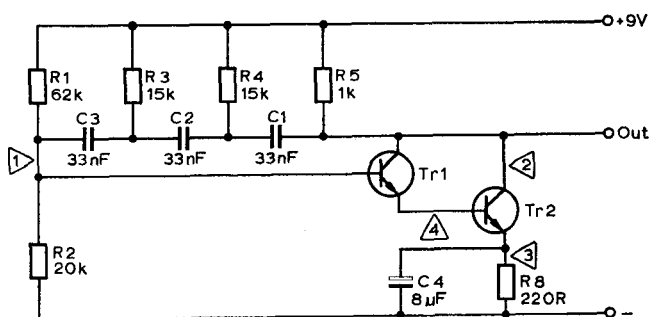 +9V
R1
62k
R3
15k
R4
15k
R5
1k
C3
33nF
C2
33nF
C1
33nF
Out
1
Tr1
2
4
Tr2
3
R2
20k
C4
8µF
R8
220R
−